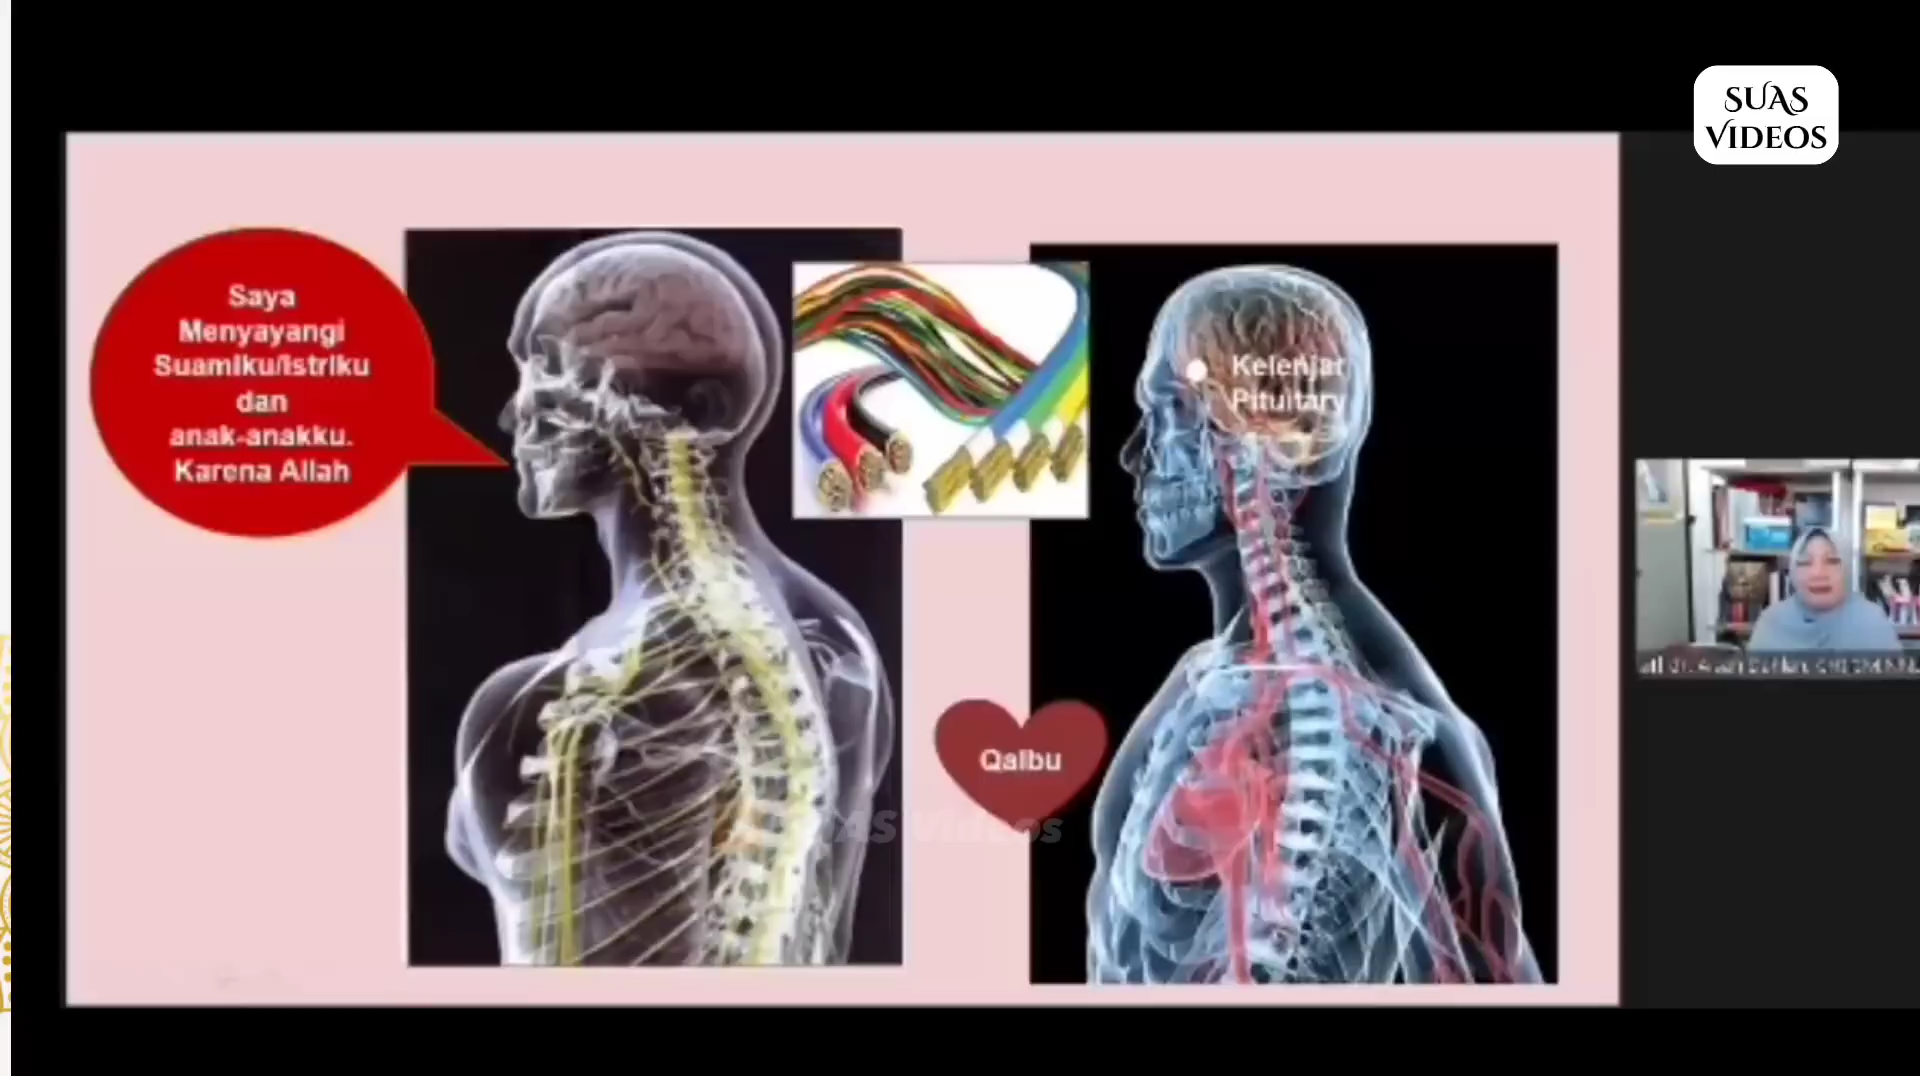 SUAS
VIDEOS
Saya
Menyayangi
Suamiku/istriku
dan
anak-anakku.
Karena Allah
Kelenjar
Pituitary
Qalbu